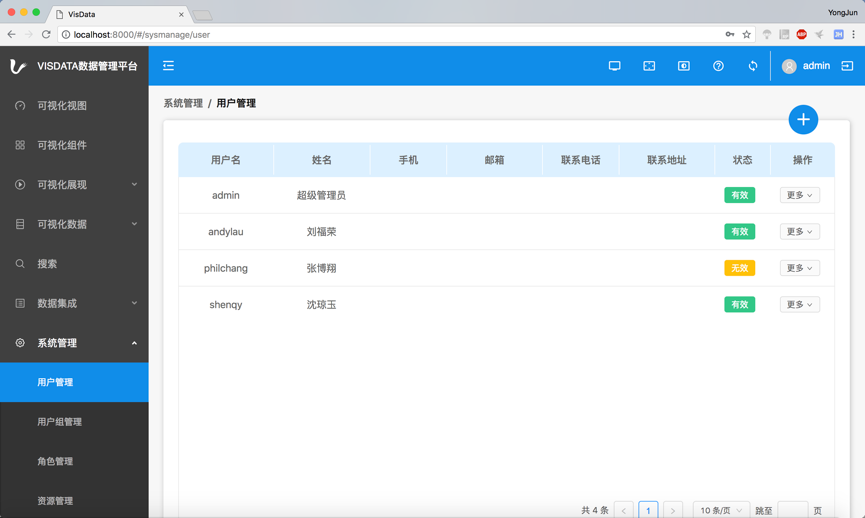 VisData
YongJun
localhost:8000/#/sysmanage/user
ABP
JH
VISDATA数据管理平台
admin
可视化视图
可视化组件
可视化展现
可视化数据
搜索
数据集成
系统管理
用户管理
用户组管理
角色管理
资源管理
系统管理 / 用户管理
用户名 姓名 手机 邮箱 联系电话 联系地址 状态 操作
admin 超级管理员 有效 更多
andylau 刘福荣 有效 更多
philchang 张博翔 无效 更多
shenqy 沈琼玉 有效 更多
共 4 条 < 1 > 10 条/页 跳至 页